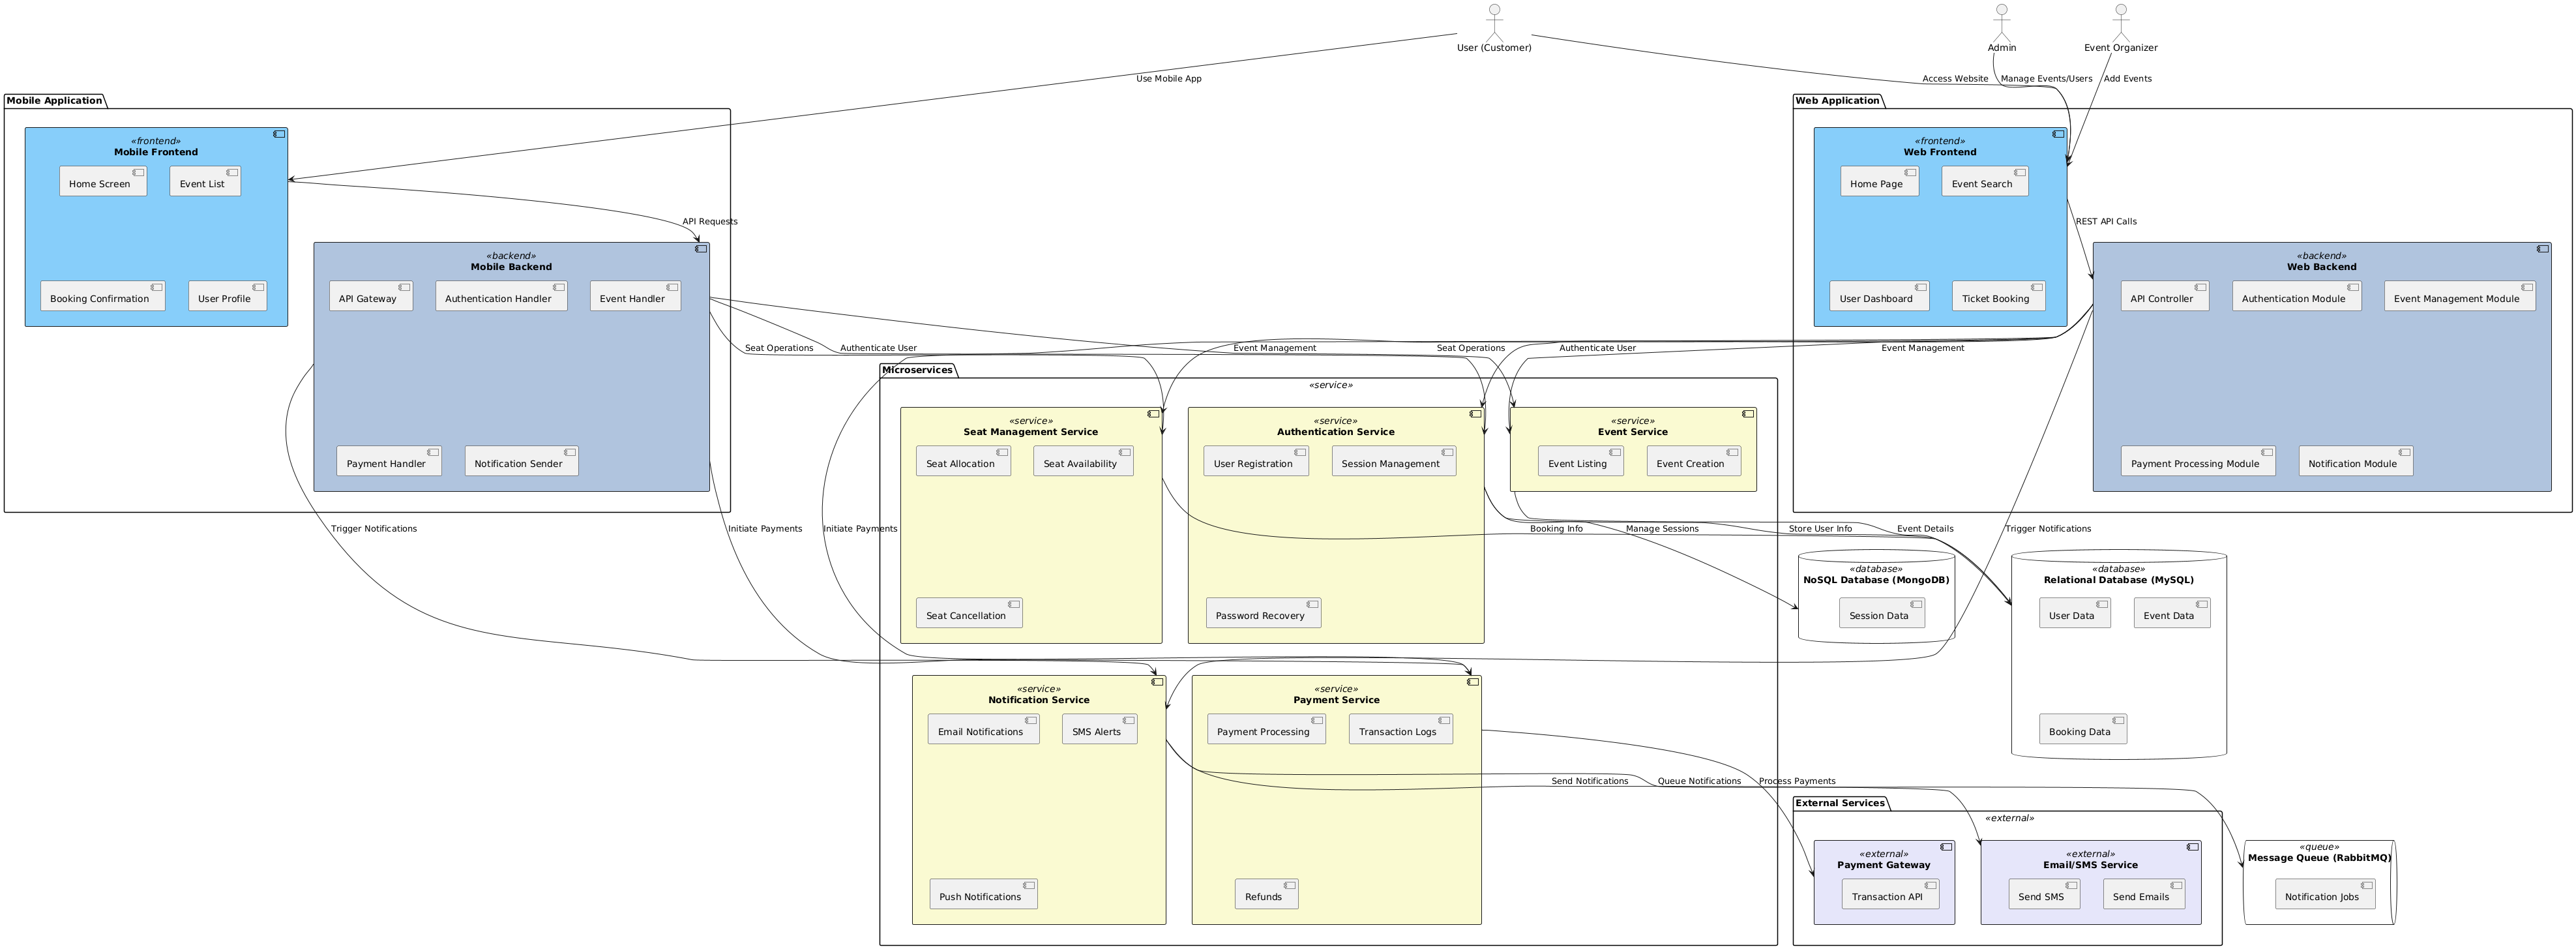 User (Customer)
Admin
Event Organizer
Use Mobile App
Access Website
Manage Events/Users
Add Events
Mobile Application
«frontend»
Mobile Frontend
Home Screen
Event List
Booking Confirmation
User Profile
API Requests
«backend»
Mobile Backend
API Gateway
Authentication Handler
Event Handler
Payment Handler
Notification Sender
Web Application
«frontend»
Web Frontend
Home Page
Event Search
User Dashboard
Ticket Booking
REST API Calls
«backend»
Web Backend
API Controller
Authentication Module
Event Management Module
Payment Processing Module
Notification Module
Seat Operations
Authenticate User
Event Management
Seat Operations
Authenticate User
Event Management
Microservices
«service»
«service»
Seat Management Service
Seat Allocation
Seat Availability
Seat Cancellation
«service»
Authentication Service
User Registration
Session Management
Password Recovery
«service»
Event Service
Event Listing
Event Creation
Trigger Notifications
Initiate Payments
Initiate Payments
Booking Info
Manage Sessions
Store User Info
Event Details
Trigger Notifications
«database»
NoSQL Database (MongoDB)
Session Data
«database»
Relational Database (MySQL)
User Data
Event Data
Booking Data
«service»
Notification Service
Email Notifications
SMS Alerts
Push Notifications
«service»
Payment Service
Payment Processing
Transaction Logs
Refunds
Send Notifications
Queue Notifications
Process Payments
External Services
«external»
«external»
Payment Gateway
Transaction API
«external»
Email/SMS Service
Send SMS
Send Emails
«queue»
Message Queue (RabbitMQ)
Notification Jobs